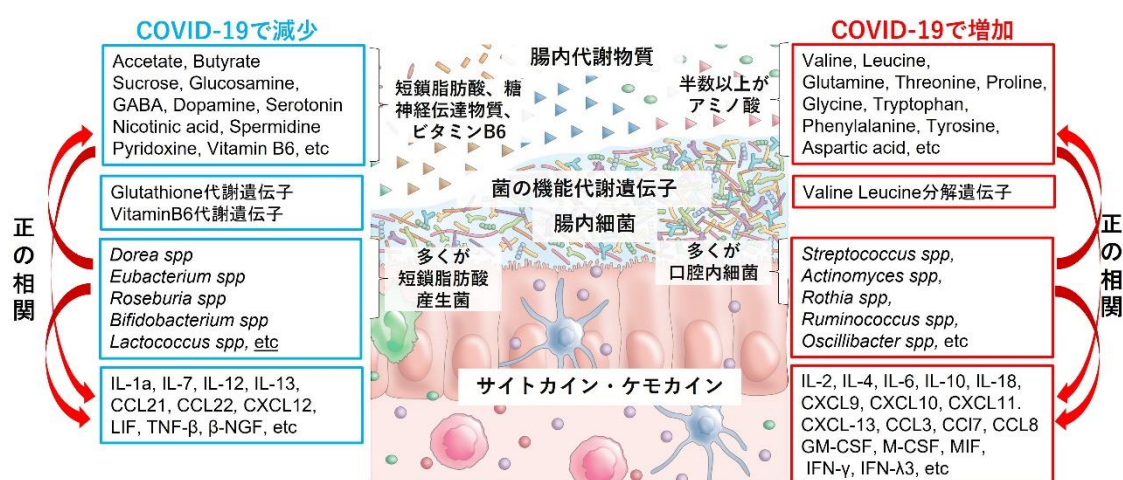 COVID-19で減少
Accetate, Butyrate
Sucrose, Glucosamine,
GABA, Dopamine, Serotonin
Nicotinic acid, Spermidine
Pyridoxine, Vitamin B6, etc
Glutathione代謝遺伝子
VitaminB6代謝遺伝子
Dorea spp
Eubacterium spp
Roseburia spp
Bifidobacterium spp
Lactococcus spp, etc
IL-1a, IL-7, IL-12, IL-13,
CCL21, CCL22, CXCL12,
LIF, TNF-β, β-NGF, etc
正の相関
短鎖脂肪酸、糖
神経伝達物質、
ビタミンB6
多くが
短鎖脂肪酸
産生菌
腸内代謝物質
菌の機能代謝遺伝子
腸内細菌
サイトカイン・ケモカイン
半数以上が
アミノ酸
多くが
口腔内細菌
COVID-19で増加
Valine, Leucine,
Glutamine, Threonine, Proline,
Glycine, Tryptophan,
Phenylalanine, Tyrosine,
Aspartic acid, etc
Valine Leucine分解遺伝子
Streptococcus spp,
Actinomyces spp,
Rothia spp,
Ruminococcus spp,
Oscillibacter spp, etc
IL-2, IL-4, IL-6, IL-10, IL-18,
CXCL9, CXCL10, CXCL11.
CXCL-13, CCL3, CCl7, CCL8
GM-CSF, M-CSF, MIF,
IFN-γ, IFN-λ3, etc
正の相関